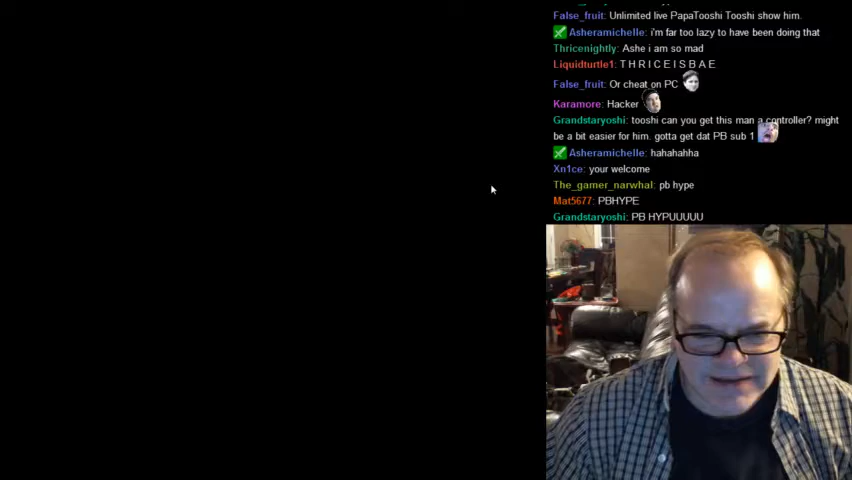 False_fruit: Unlimited live PapaTooshi Tooshi show him.
Asheramichelle: i'm far too lazy to have been doing that
Thricenightly: Ashe i am so mad
Liquidturtle1: T H R I C E I S B A E
False_fruit: Or cheat on PC
Karamore: Hacker
Grandstaryoshi: tooshi can you get this man a controller? might
be a bit easier for him. gotta get dat PB sub 1
Asheramichelle: hahahahha
Xn1ce: your welcome
The_gamer_narwhal: pb hype
Mat5677: PBHYPE
Grandstaryoshi: PB HYPUUUUU